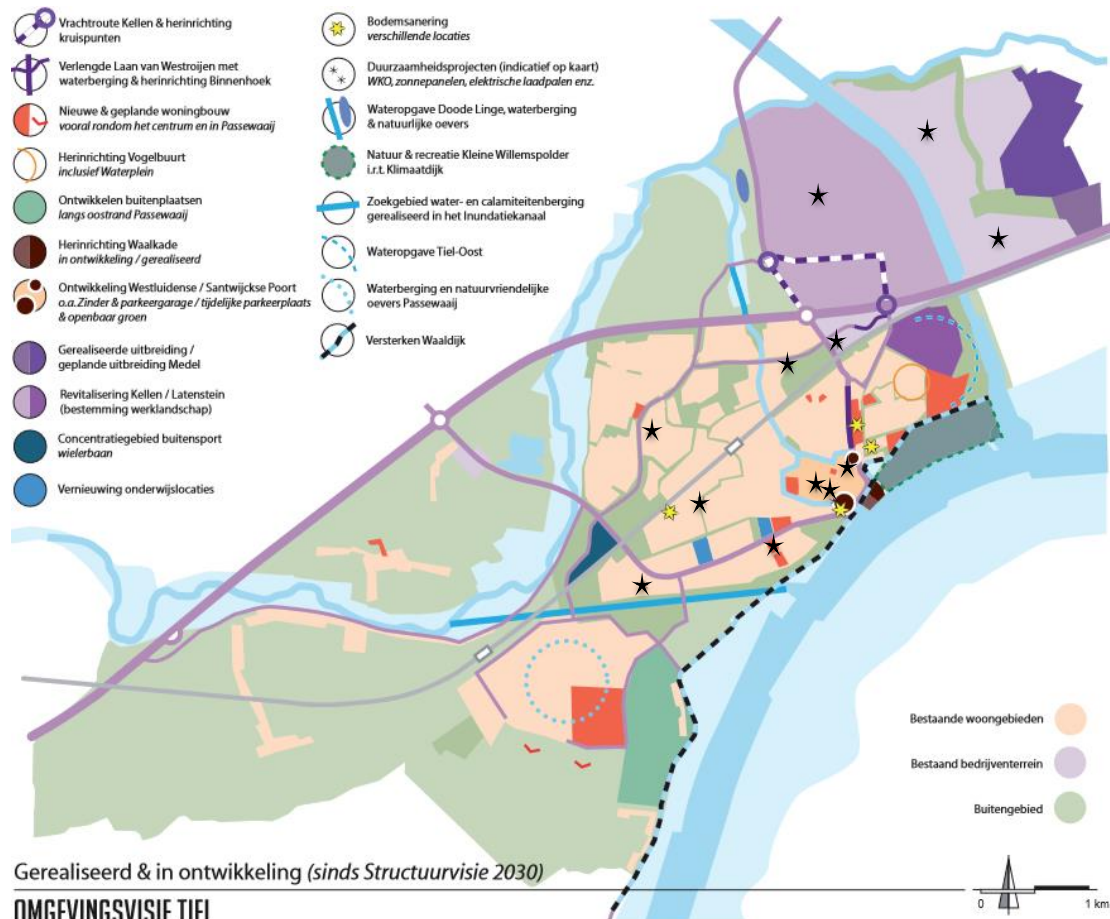 Vrachtroute Kellen & herinrichting
kruispunten
Verlengde Laan van Westroijen met
waterberging & herinrichting Binnenhoek
Nieuwe & geplande woningbouw
vooral rondom het centrum en in Passewaaij
Herinrichting Vogelbuurt
inclusief Waterplein
Ontwikkelen buitenplaatsen
langs oostrand Passewaaij
Herinrichting Waalkade
in ontwikkeling / gerealiseerd
Ontwikkeling Westluidense / Santwijckse Poort
o.a. Zinder & parkeergarage / tijdelijke parkeerplaats
& openbaar groen
Gerealiseerde uitbreiding /
geplande uitbreiding Medel
Revitalisering Kellen / Latenstein
(bestemming werklandschap)
Concentratiegebied buitensport
wielerbaan
Vernieuwing onderwijslocaties
Bodemsanering
verschillende locaties
Duurzaamheidsprojecten (indicatief op kaart)
WKO, zonnepanelen, elektrische laadpalen enz.
Wateropgave Doode Linge, waterberging
& natuurlijke oevers
Natuur & recreatie Kleine Willemspolder
i.r.t. Klimaatdijk
Zoekgebied water- en calamiteitenberging
gerealiseerd in het Inundatiekanaal
Wateropgave Tiel-Oost
Waterberging en natuurvriendelijke
oevers Passewaaij
Versterken Waaldijk
Bestaande woongebieden
Bestaand bedrijventerrein
Buitengebied
Gerealiseerd & in ontwikkeling (sinds Structuurvisie 2030)
OMGEVINGSVISIE TIEL
0 1 km